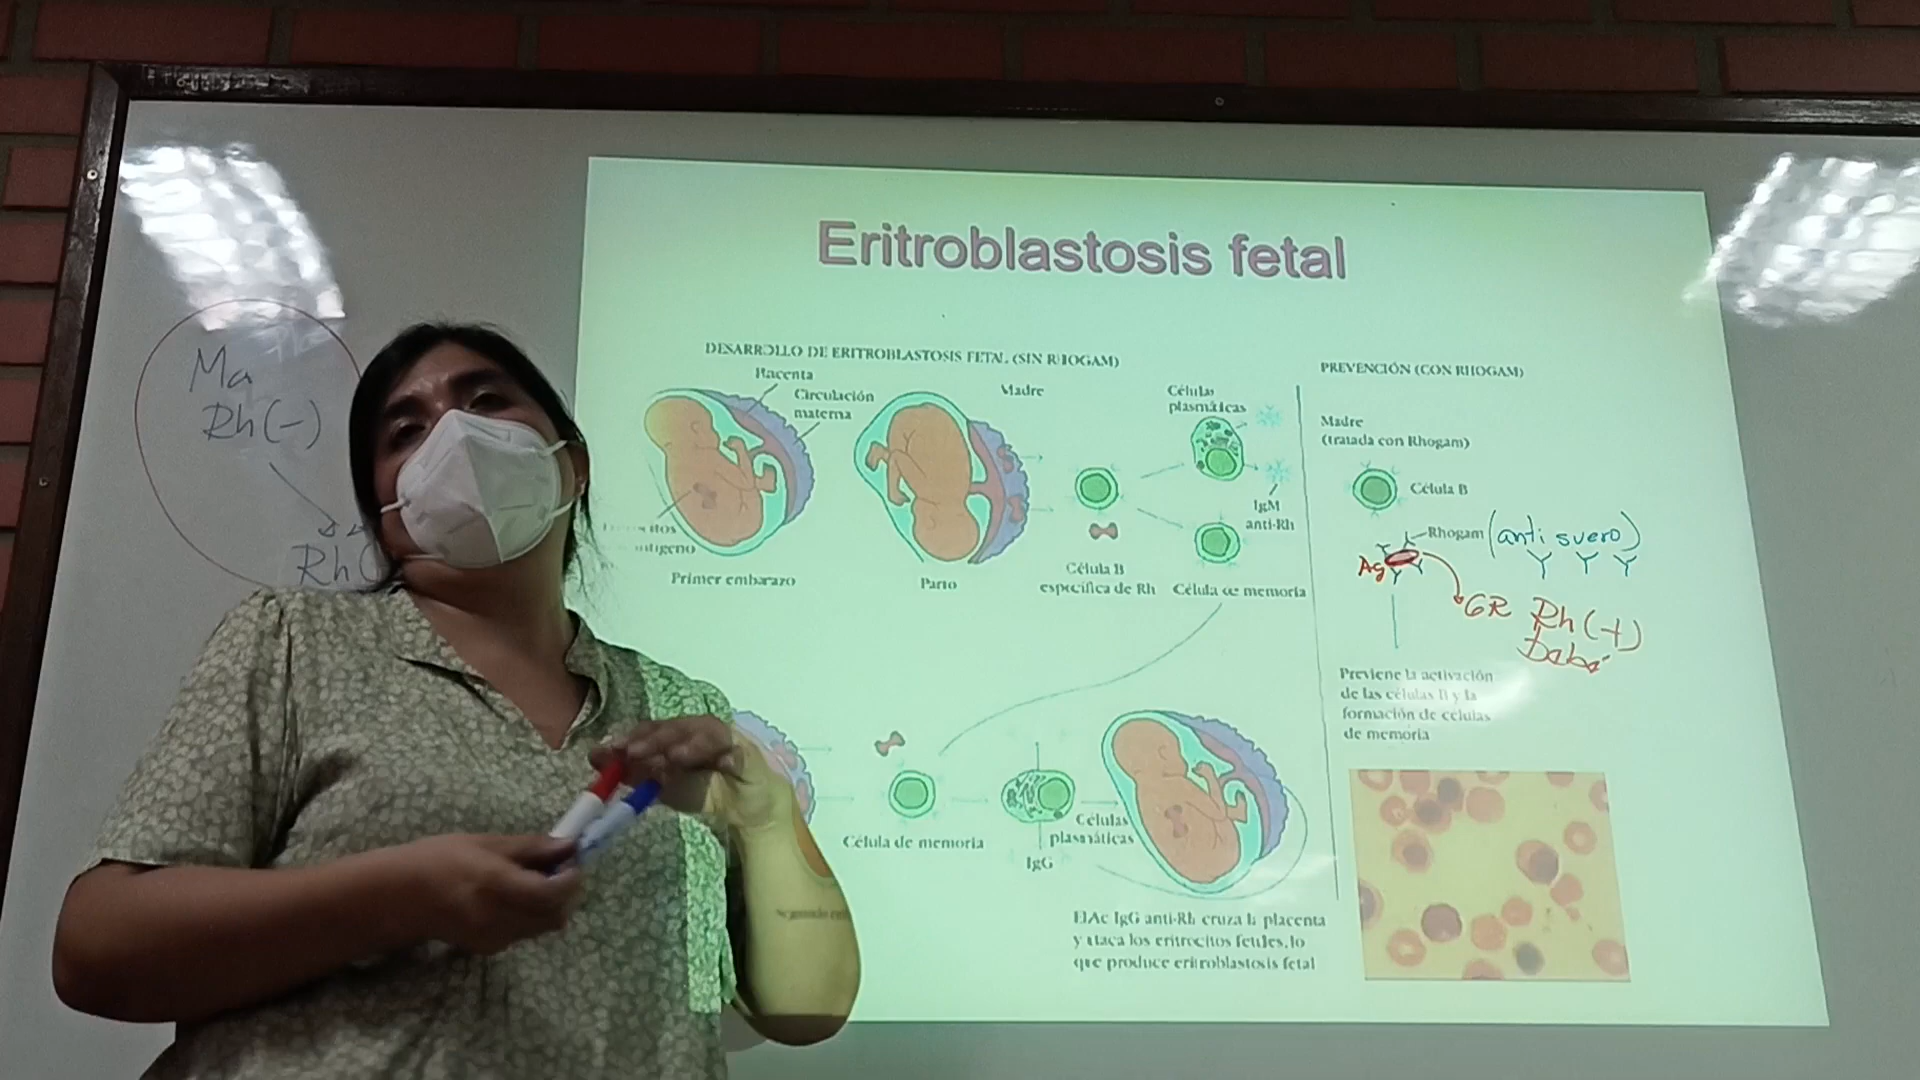 Eritroblastosis fetal
DESARROLLO DE ERITROBLASTOSIS FETAL (SIN RHOGAM)
Placenta
Circulación
materna
Primer embarazo
Madre
Parto
Célula B
específica de Rh
Células
plasmáticas
IgM
anti-Rh
Célula de memoria
Célula de memoria
Células
plasmáticas
IgG
El Ac IgG anti-Rh cruza la placenta
y ataca los eritrocitos fetales, lo
que produce eritroblastosis fetal
PREVENCIÓN (CON RHOGAM)
Madre
(tratada con Rhogam)
Célula B
Rhogam (anti suero)
Ag
GR Rh (+)
Previene la activación
de las células B y la
formación de células
de memoria
Ma
Rh (-)
Rh (